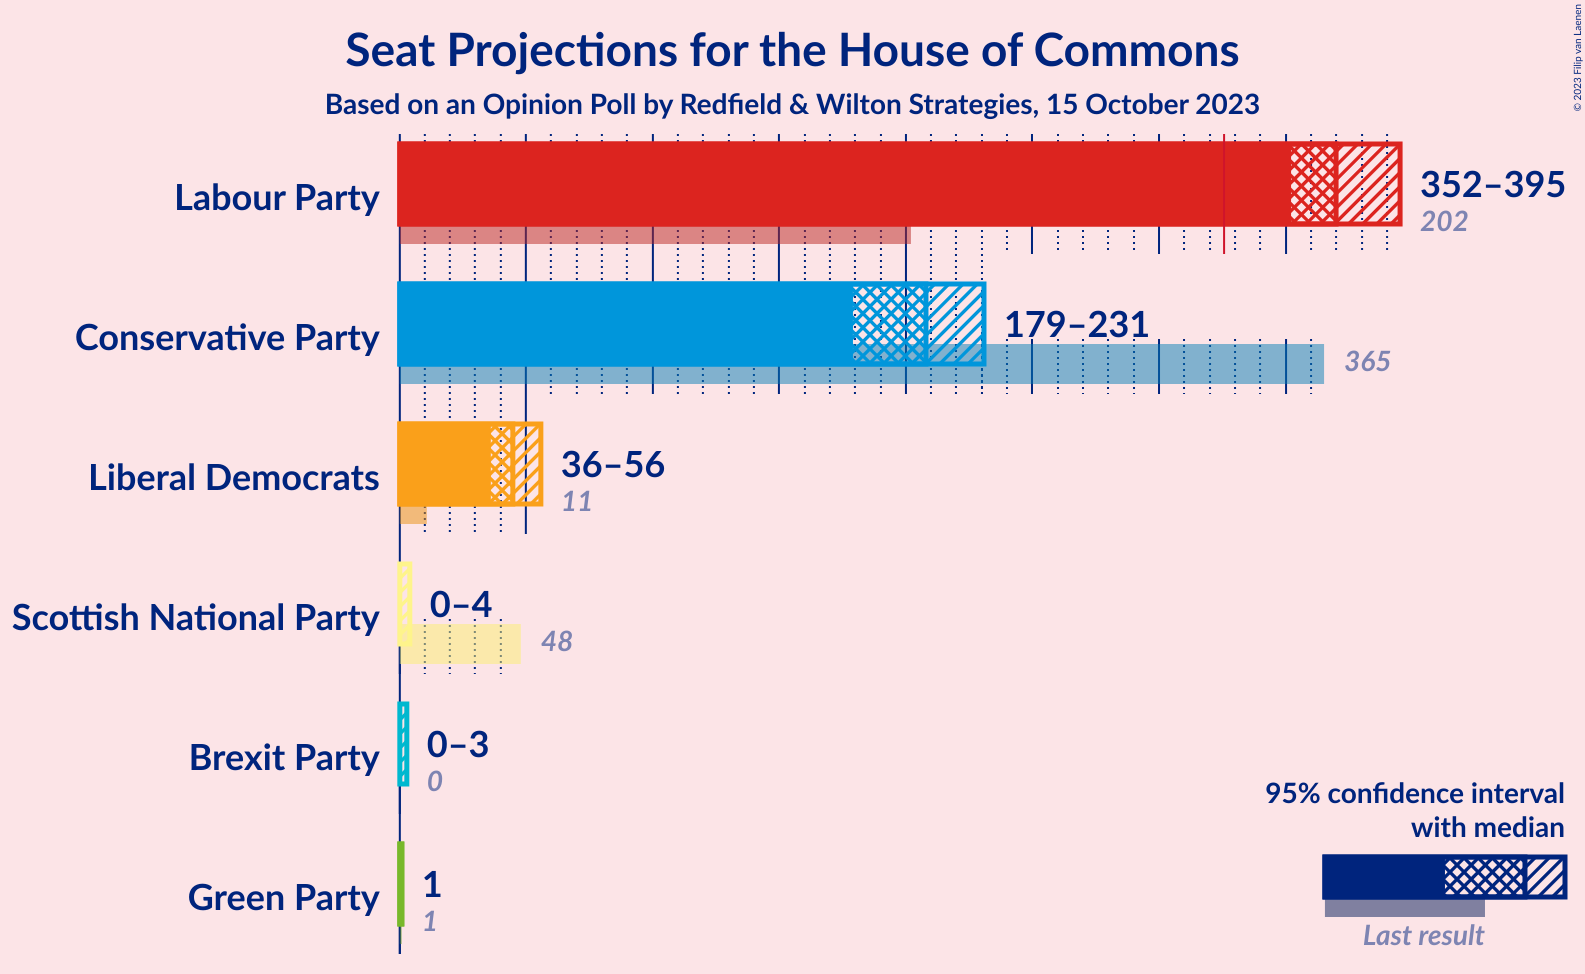 Seat Projections for the House of Commons
Based on an Opinion Poll by Redfield & Wilton Strategies, 15 October 2023
© 2023 Filip van Laenen
Labour Party
352–395
202
Conservative Party
179–231
365
Liberal Democrats
36–56
11
Scottish National Party
0–4
48
Brexit Party
0–3
0
Green Party
1
1
95% confidence interval
with median
Last result